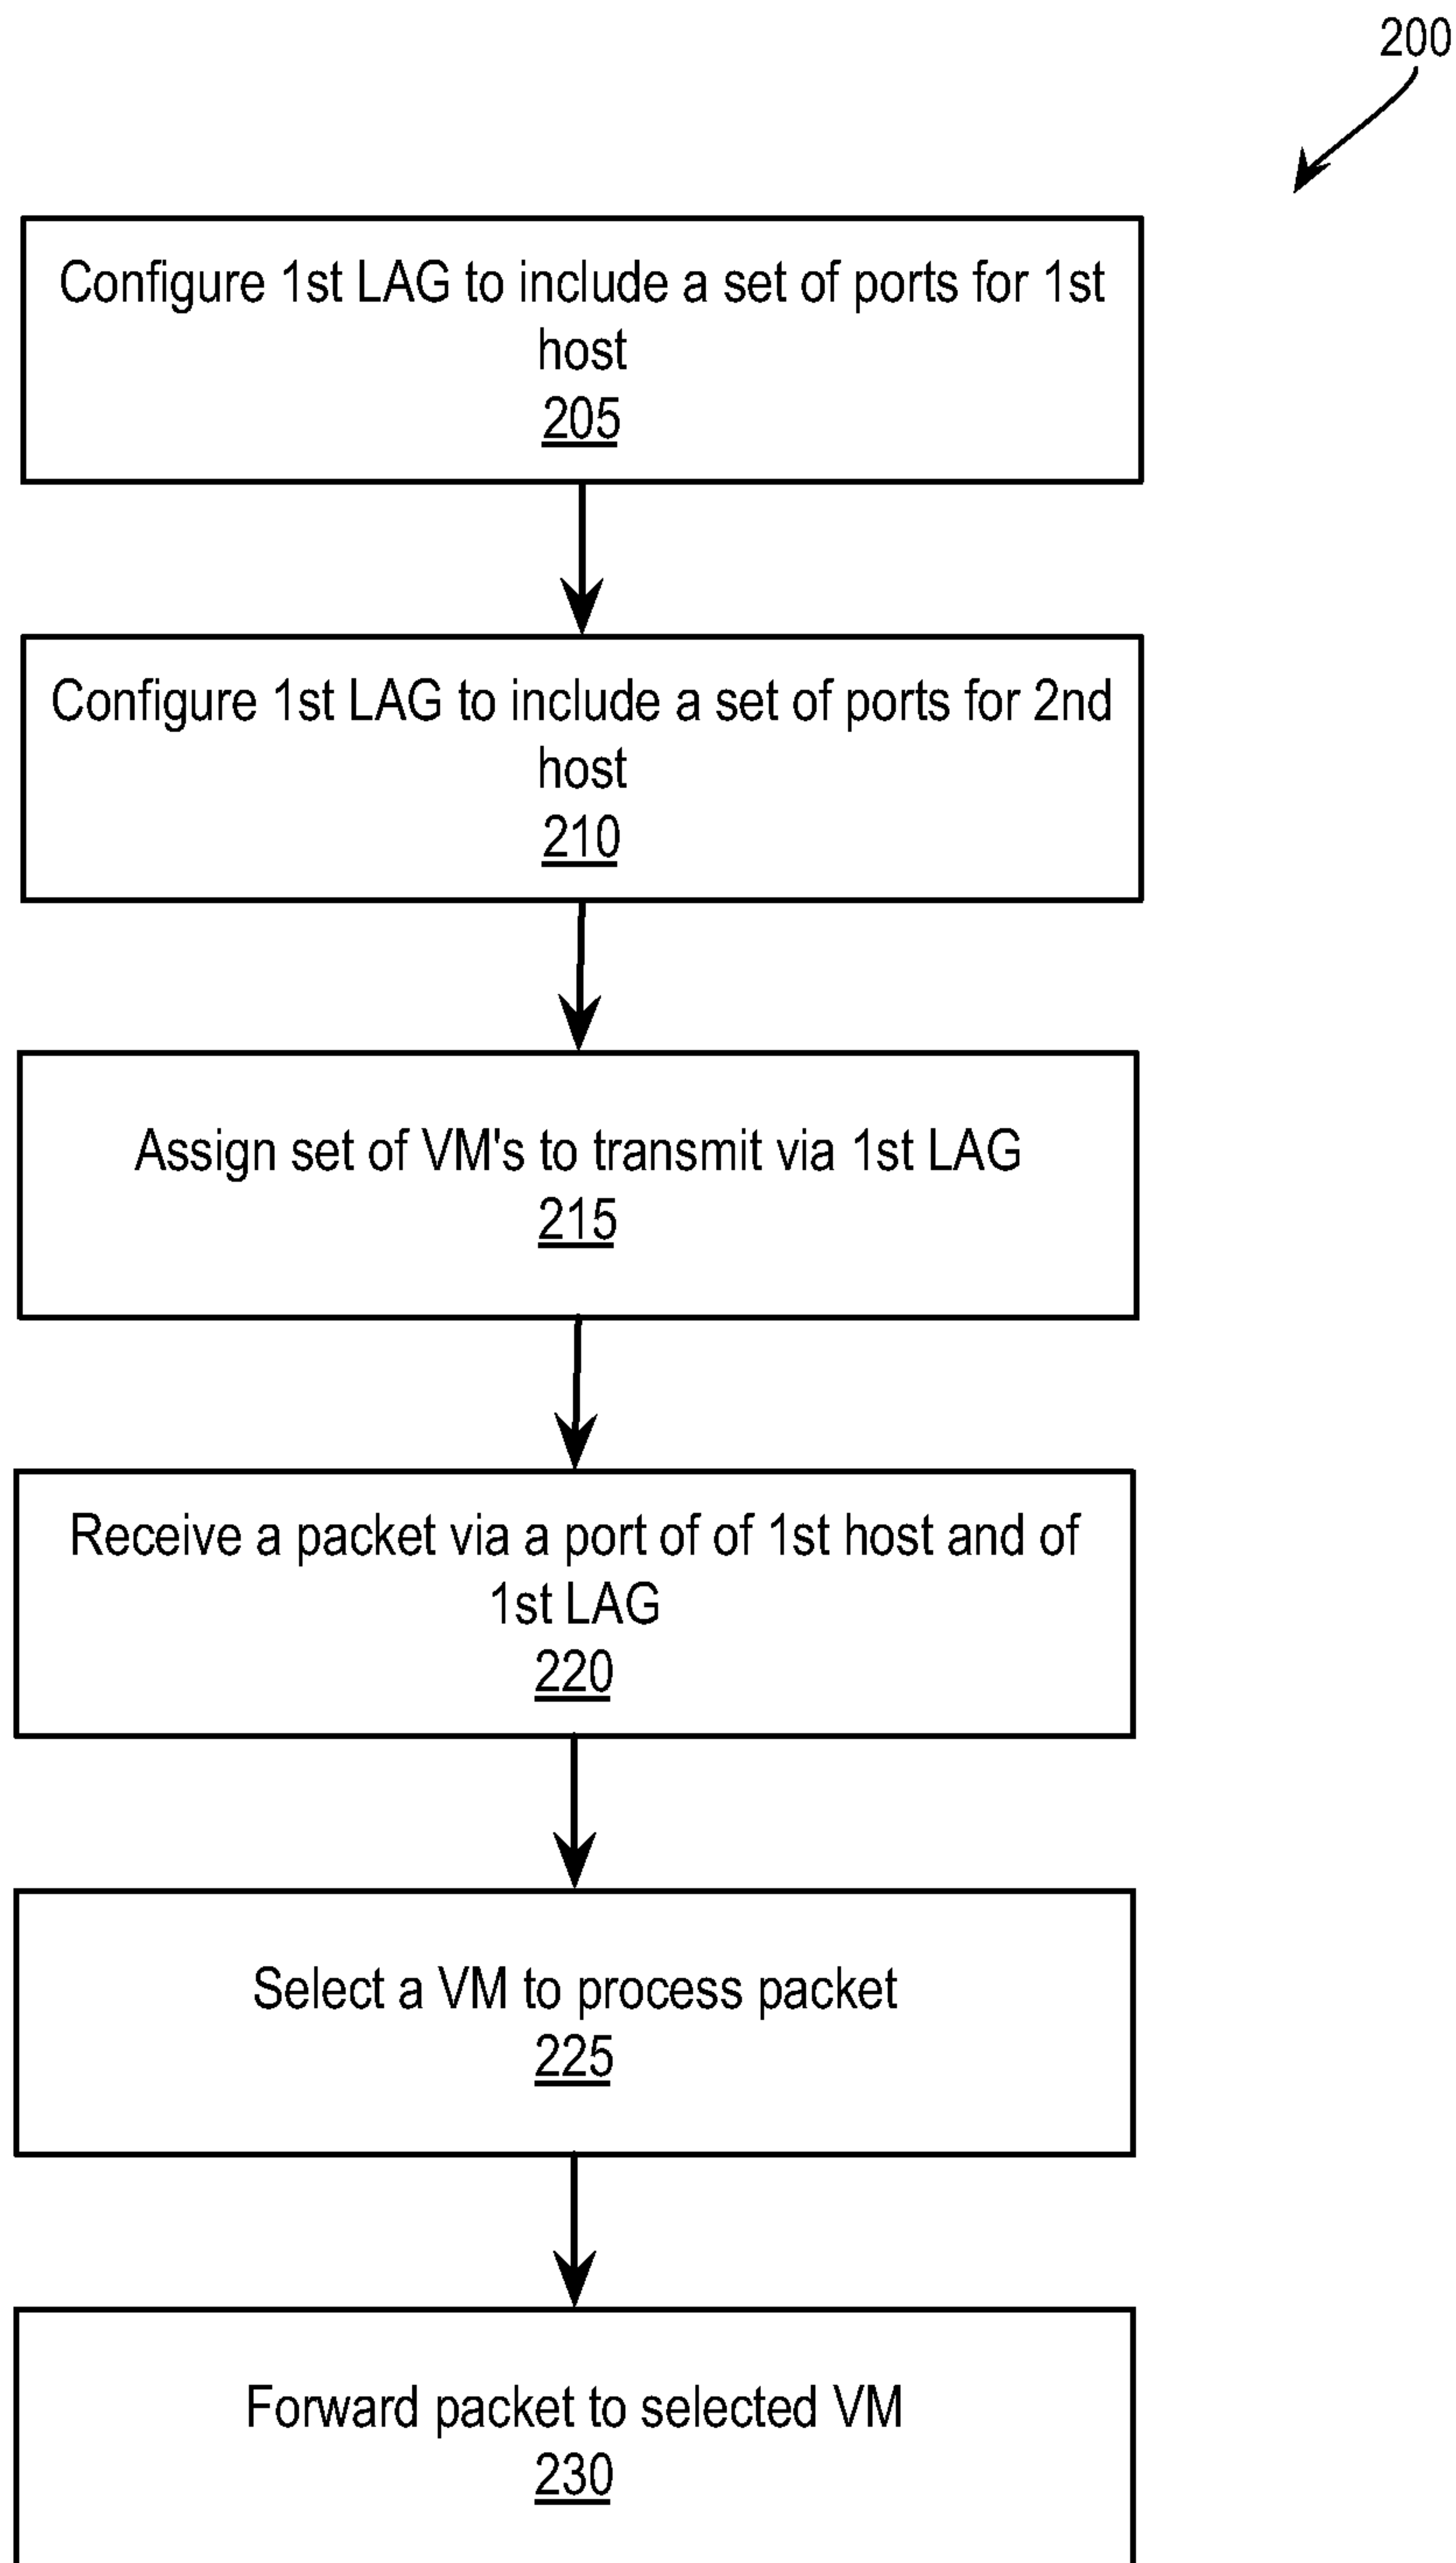 200
Configure 1st LAG to include a set of ports for 1st
host
205
Configure 1st LAG to include a set of ports for 2nd
host
210
Assign set of VM's to transmit via 1st LAG
215
Receive a packet via a port of of 1st host and of
1st LAG
220
Select a VM to process packet
225
Forward packet to selected VM
230